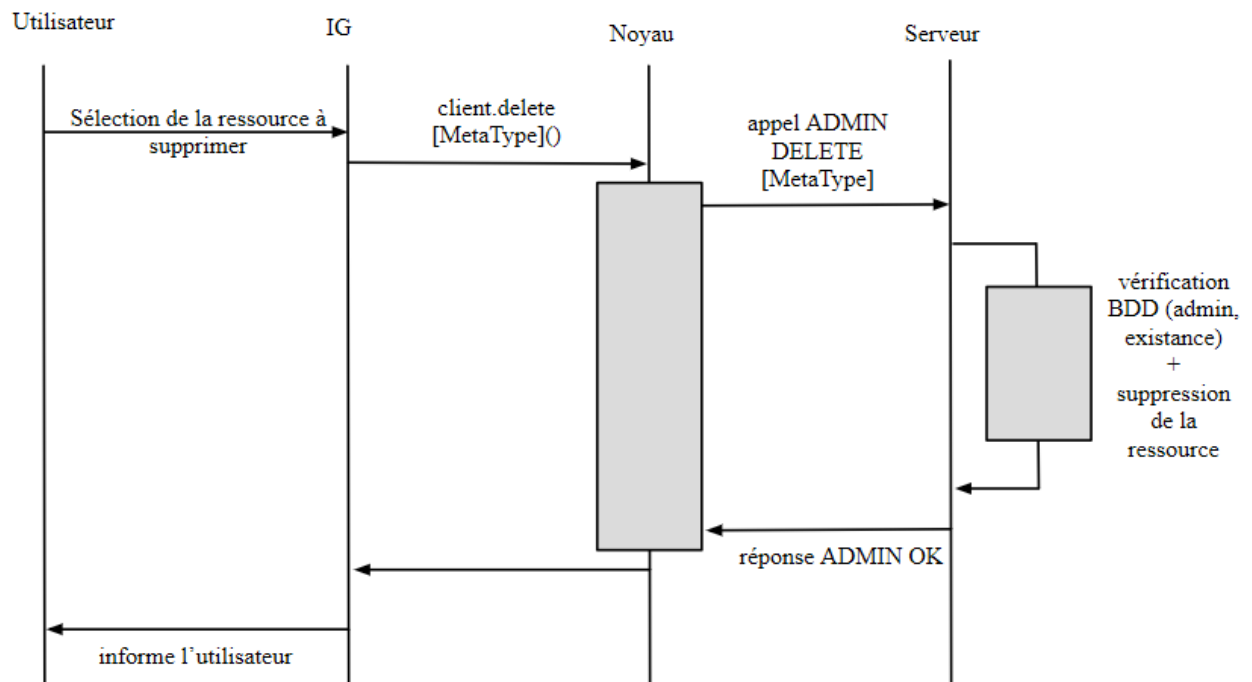 Utilisateur
IG
Noyau
Serveur
Sélection de la ressource à
supprimer
client.delete
[MetaType]()
appel ADMIN
DELETE
[MetaType]
vérification
BDD (admin,
existance)
+
suppression
de la
ressource
réponse ADMIN OK
informe l’utilisateur